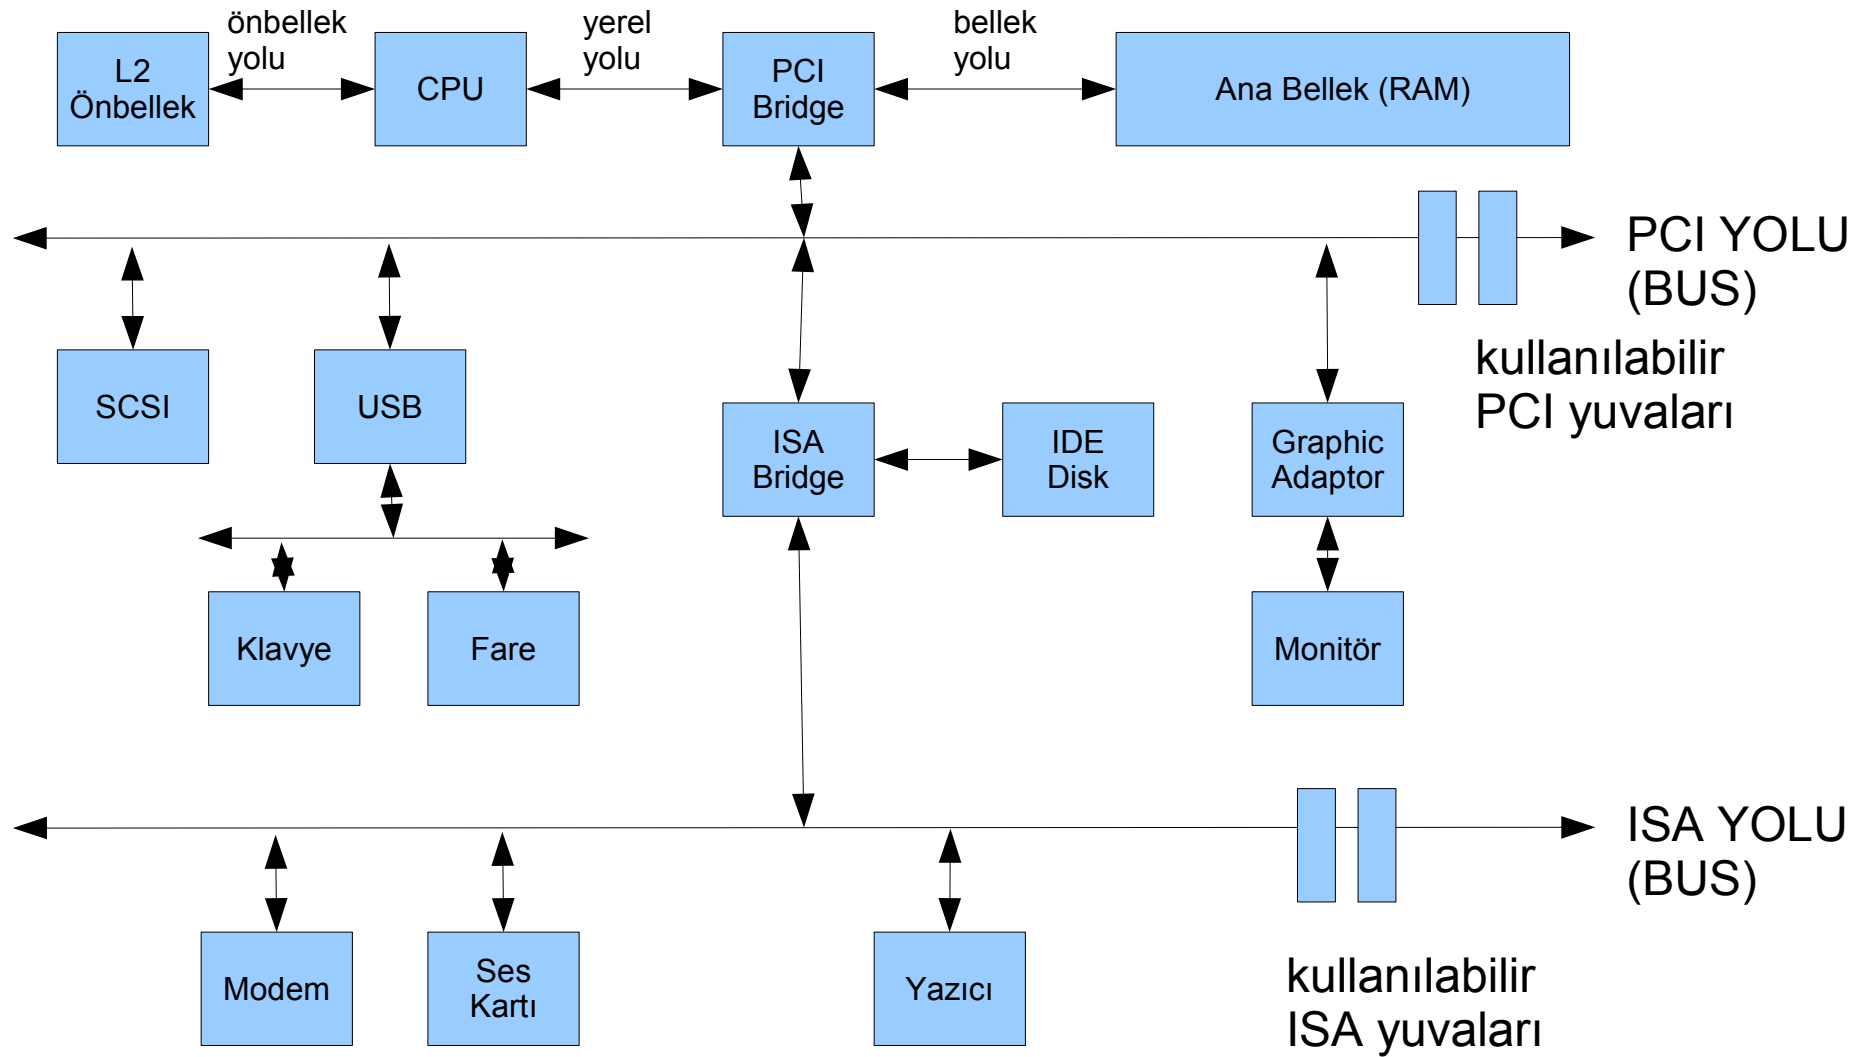 önbellek
yolu
yerel
yolu
bellek
yolu
L2
Önbellek
CPU
PCI
Bridge
Ana Bellek (RAM)
PCI YOLU
(BUS)
kullanılabilir
PCI yuvaları
SCSI
USB
ISA
Bridge
IDE
Disk
Graphic
Adaptor
Klavye
Fare
Monitör
ISA YOLU
(BUS)
Modem
Ses
Kartı
Yazıcı
kullanılabilir
ISA yuvaları